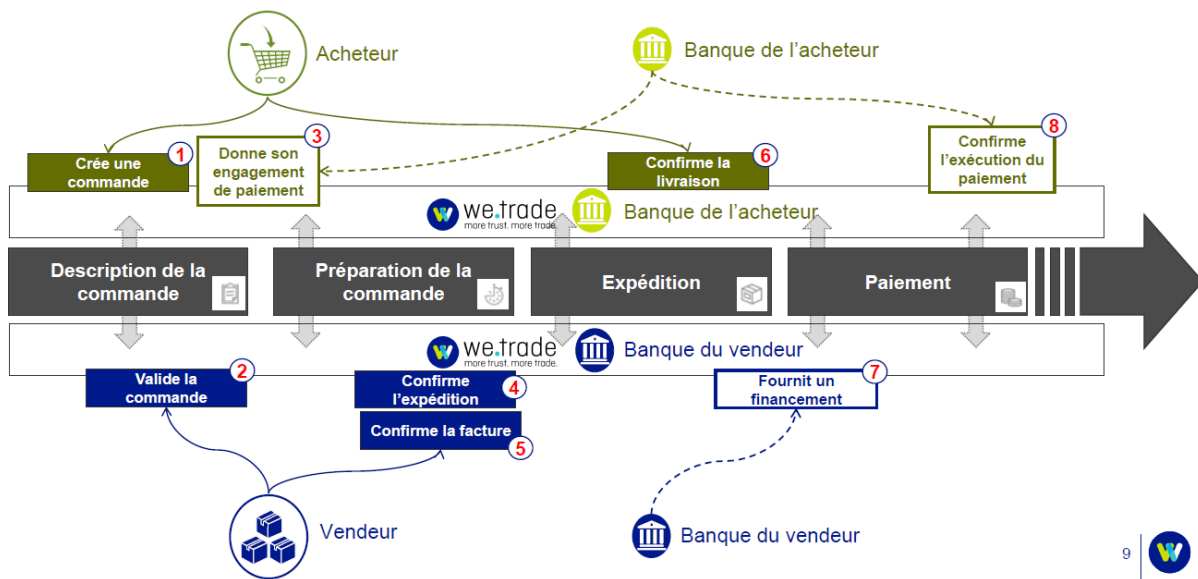 Acheteur
Banque de l'acheteur
3
8
1
Donne son
engagement
de paiement
6
Confirme
l'exécution du
paiement
Crée une
commande
Confirme la
livraison
we.trade
more trust. more trade.
Banque de l'acheteur
Description de la
commande
Préparation de la
commande
Expédition
Paiement
we.trade
more trust. more trade.
Banque du vendeur
2
Valide la
commande
Confirme
l'expédition
4
7
Fournit un
financement
Confirme la facture
5
Vendeur
Banque du vendeur
9